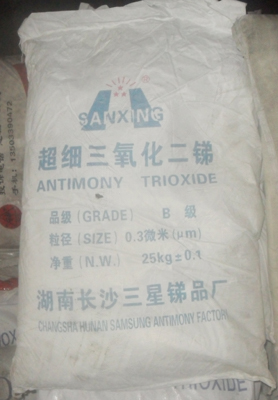 SANXING
超细三氧化二锑
ANTIMONY TRIOXIDE
品级(GRADE) B 级
粒径(SIZE) 0.3微米(μm)
净重(N.W.) 25kg±0.1
湖南长沙三星锑品厂
CHANGSHA HUNAN SAMSUNG ANTIMONY FACTORY